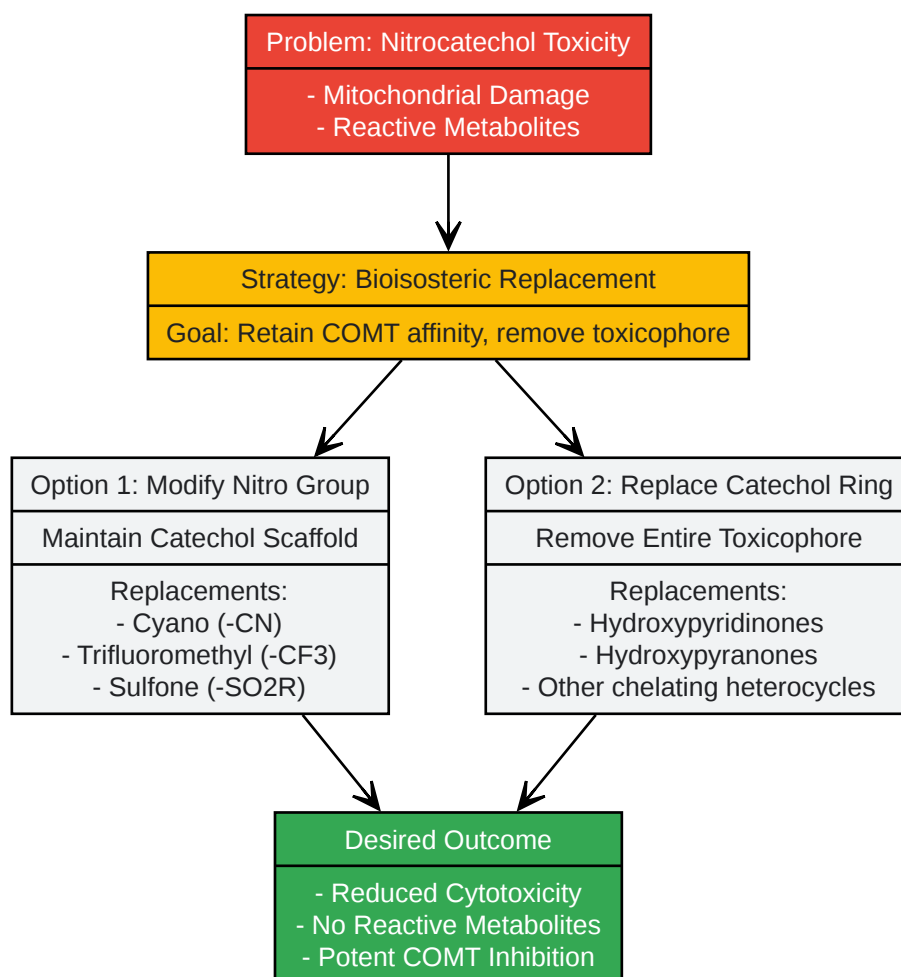 Problem: Nitrocatechol Toxicity
- Mitochondrial Damage
- Reactive Metabolites
Strategy: Bioisosteric Replacement
Goal: Retain COMT affinity, remove toxicophore
Option 1: Modify Nitro Group
Maintain Catechol Scaffold
Replacements:
- Cyano (-CN)
- Trifluoromethyl (-CF3)
- Sulfone (-SO2R)
Option 2: Replace Catechol Ring
Remove Entire Toxicophore
Replacements:
- Hydroxypyridinones
- Hydroxypyranones
- Other chelating heterocycles
Desired Outcome
- Reduced Cytotoxicity
- No Reactive Metabolites
- Potent COMT Inhibition